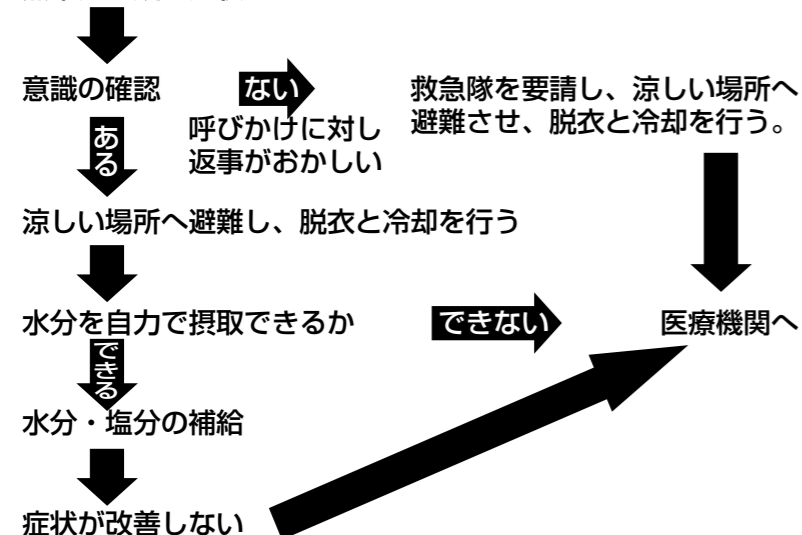 意識の確認
ない
救急隊を要請し、涼しい場所へ
避難させ、脱衣と冷却を行う。
呼びかけに対し
返事がおかしい
ある
涼しい場所へ避難し、脱衣と冷却を行う
水分を自力で摂取できるか
できない
医療機関へ
できる
水分・塩分の補給
症状が改善しない